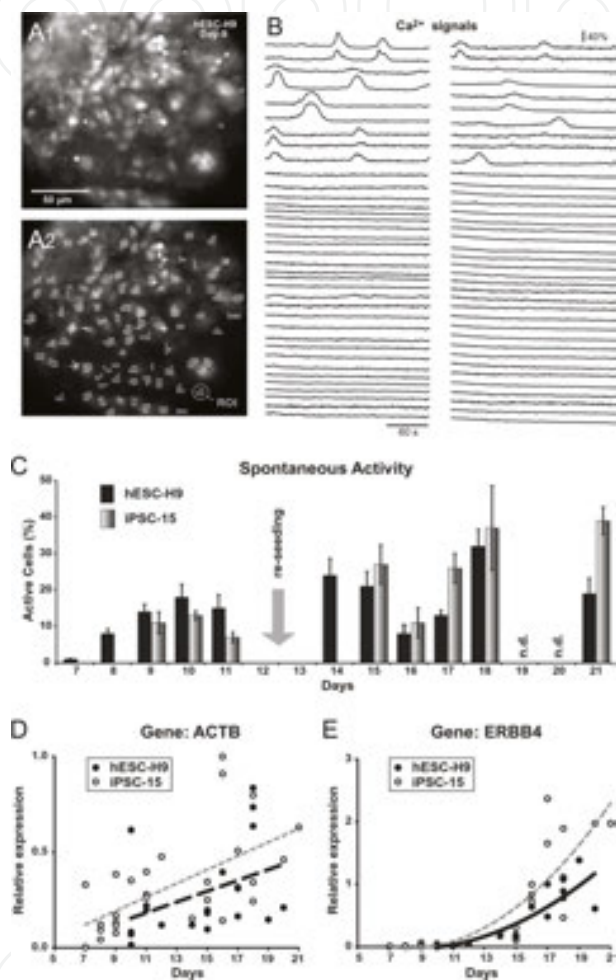 A1
hESC-H9
50 µm
A2
ROI
B
Ca²⁺ signals
40%
60 s
C
Spontaneous Activity
Active Cells (%)
50
30
10
0
hESC-H9
iPSC-15
re-seeding
n.d.
n.d.
7 8 9 10 11 12 13 14 15 16 17 18 19 20 21
Days
D
Gene: ACTB
Relative expression
1.0
0.5
0.0
hESC-H9
iPSC-15
5 7 9 11 13 15 17 19 21
Days
E
Gene: ERBB4
Relative expression
3
2
1
0
hESC-H9
iPSC-15
5 7 9 11 13 15 17 19
Days